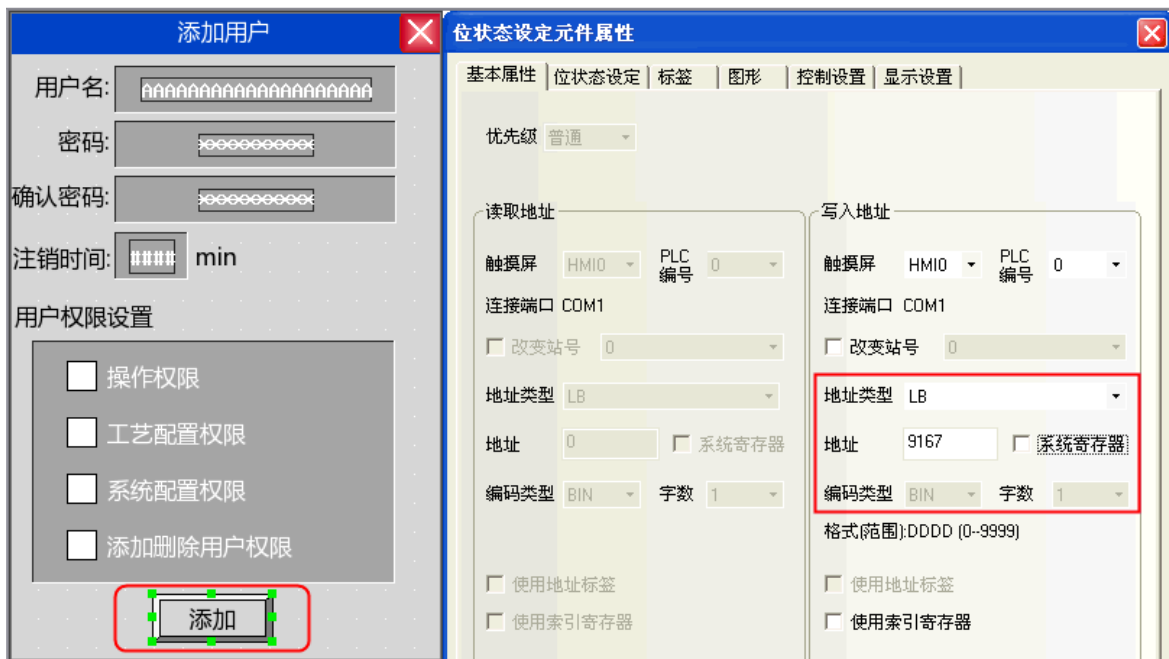 添加用户
用户名: AAAAAAAAAAAAAAAAAAAA
密码: **********
确认密码: **********
注销时间: #### min
用户权限设置
操作权限
工艺配置权限
系统配置权限
添加删除用户权限
添加
位状态设定元件属性
基本属性 位状态设定 标签 图形 控制设置 显示设置
优先级 普通
读取地址
触摸屏 HMI0 PLC编号 0
连接端口 COM1
改变站号 0
地址类型 LB
地址 0 系统寄存器
编码类型 BIN 字数 1
使用地址标签
使用索引寄存器
写入地址
触摸屏 HMI0 PLC编号 0
连接端口 COM1
改变站号 0
地址类型 LB
地址 9167 系统寄存器
编码类型 BIN 字数 1
格式(范围):DDDD (0--9999)
使用地址标签
使用索引寄存器